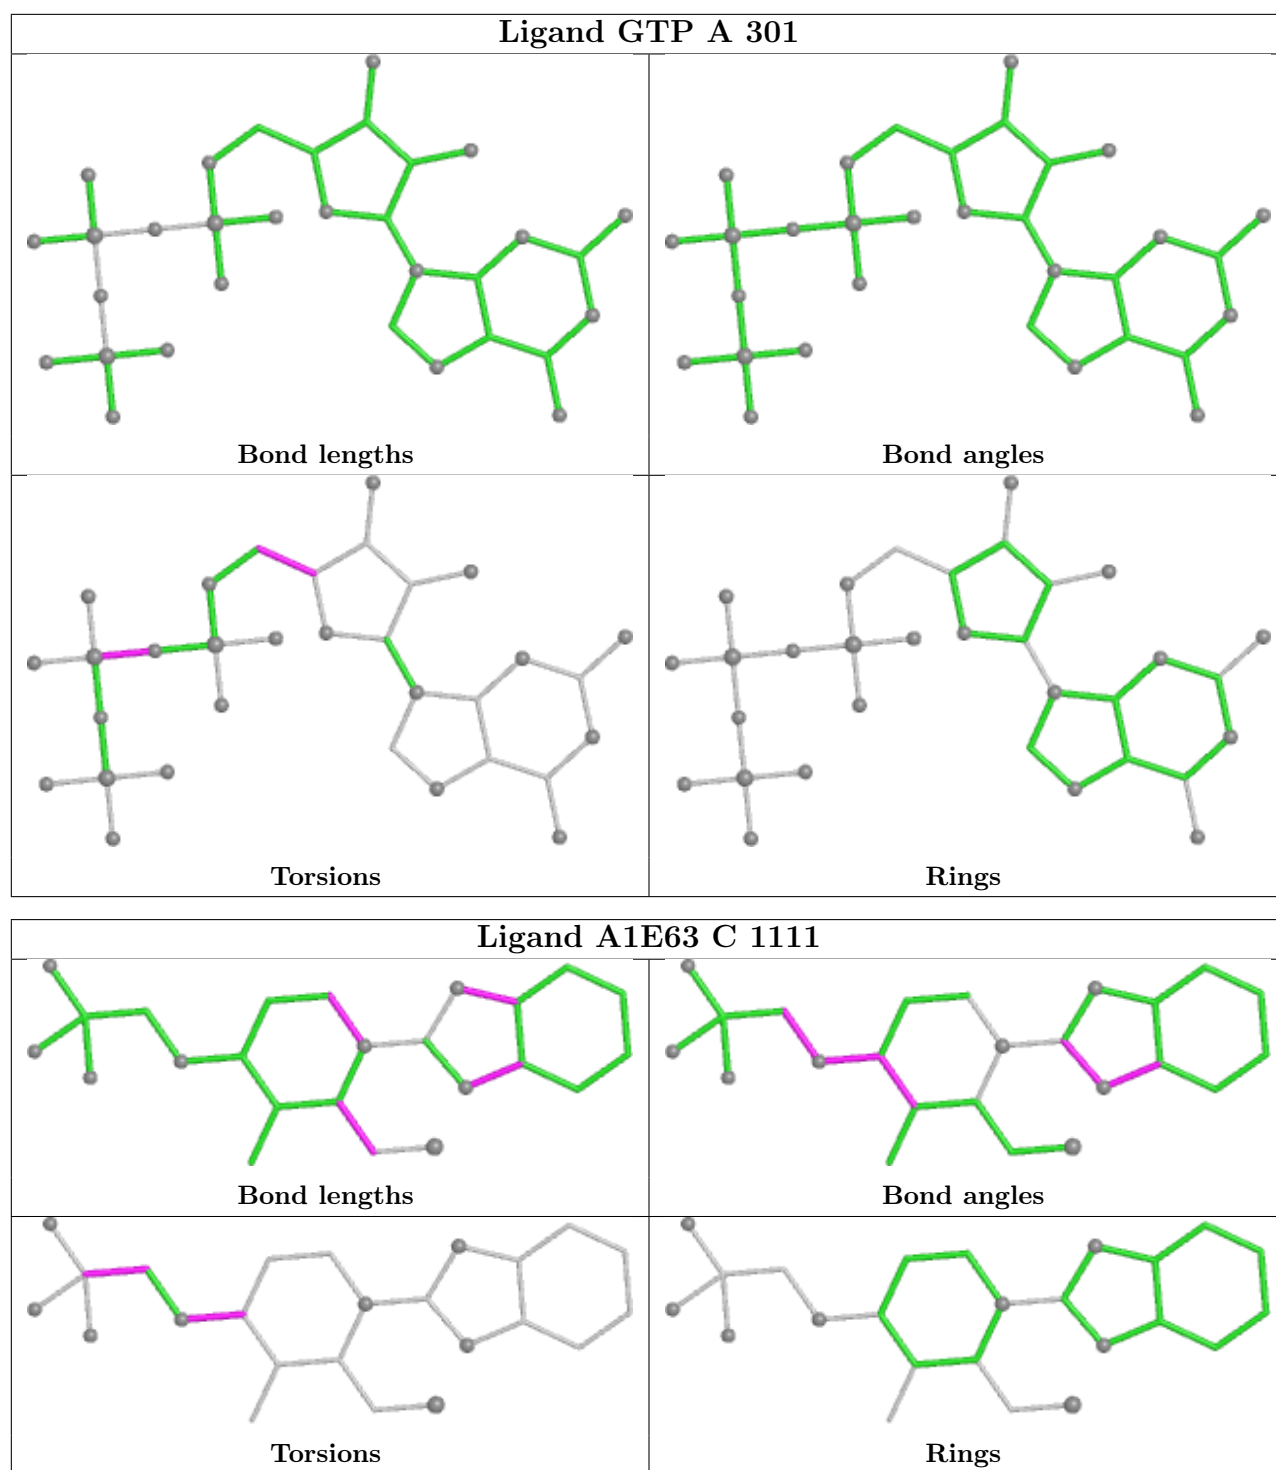 Ligand GTP A 301
Bond lengths
Bond angles
Torsions
Rings
Ligand A1E63 C 1111
Bond lengths
Bond angles
Torsions
Rings